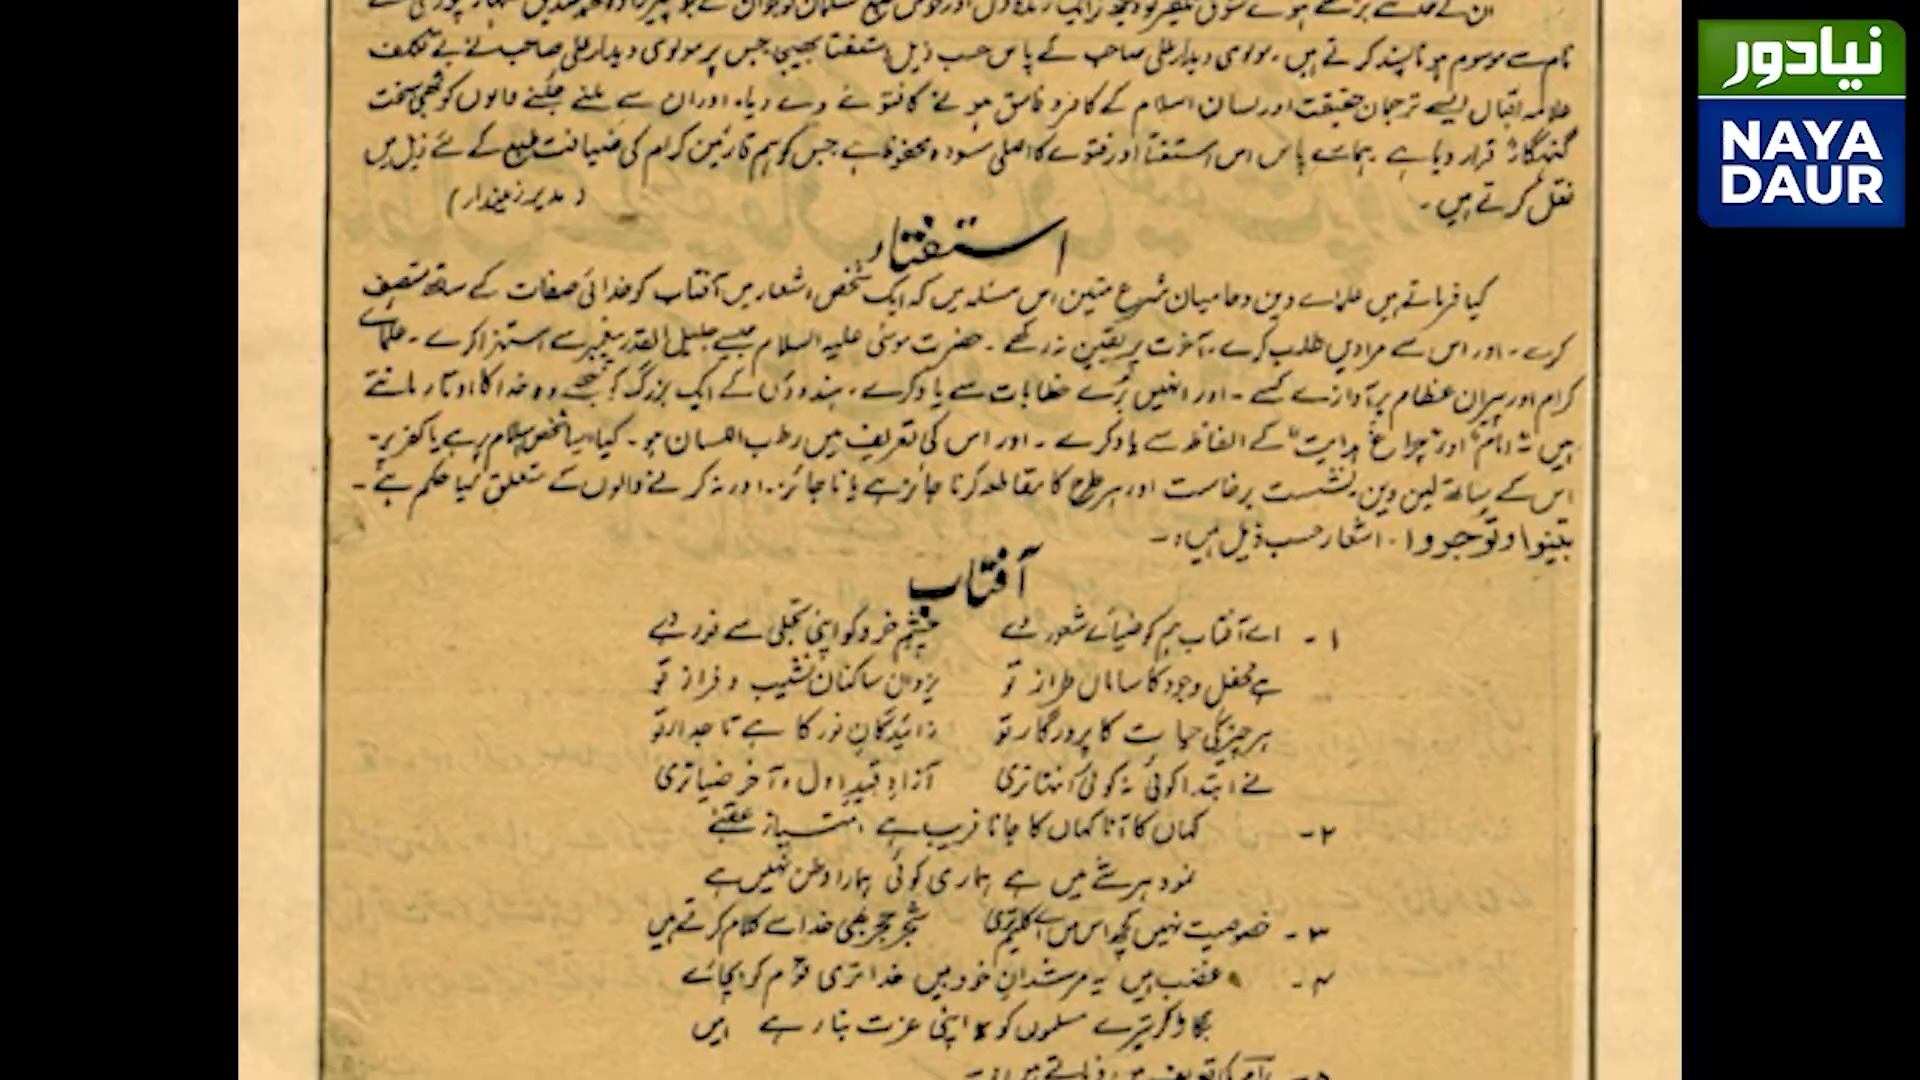 نام سے موسوم ہونا پسند کرتے ہیں۔ مولوی دیدار علی صاحب کے پاس حسب ذیل استفتا بھیجا جس پر مولوی دیدار علی صاحب نے بے تکلف
علامہ اقبال ایسے ترجمان حقیقت اور لسان اسلام کے کافر و فاسق ہونے کا فتوےٰ دے دیا۔ اور ان سے ملنے جلنے والوں کو بھی سخت
گنہگار قرار دیا ہے۔ ہمارے پاس اس استفتا اور فتوے کا اصلی مسودہ محفوظ ہے جس کو ہم قارئین کرام کی ضیافت طبع کے لئے ذیل میں
نقل کرتے ہیں۔ (مدیر زمیندار)
استفتاء
کیا فرماتے ہیں علماے دین و حامیان شرع متین اس مسئلہ میں کہ ایک شخص اشعار میں آفتاب کو خدائی صفات کے ساتھ متصف
کرے۔ اور اس سے مرادیں طلب کرے۔ آخرت پر یقین نہ رکھے۔ حضرت موسیٰ علیہ السلام جیسے جلیل القدر پیغمبر سے استہزا کرے۔ علمائے
کرام اور پیران عظام پر آوازے کسے۔ اور انہیں بُرے خطابات سے یاد کرے۔ ہندوؤں کے ایک بزرگ کو جسے وہ خدا کا اوتار مانتے
ہیں "امام" اور "چراغ ہدایت" کے الفاظ سے یاد کرے۔ اور اس کی تعریف میں رطب اللسان ہو۔ کیا ایسا شخص اسلام پر ہے یا کفر پر۔
اس کے ساتھ لین دین۔ نشست برخاست اور ہر طرح کا مقاطعہ کرنا جائز ہے یا ناجائز۔ اور نہ کرنے والوں کے متعلق کیا حکم ہے۔
بینوا وتوجروا۔ اشعار حسب ذیل ہیں:۔
آفتاب
۱۔ اے آفتاب ہم کو ضیائے شعور دے چشم خرد کو اپنی تجلی سے نور دے
ہے محفل وجود کا ساماں طراز تو یزدان ساکنان نشیب و فراز تو
ہر چیز کی حیات کا پروردگار تو زائیدگانِ نور کا ہے تاجدار تو
نے ابتدا کوئی نہ کوئی انتہا تری آزاد قیدِ اول و آخر ضیا تری
۲۔ کہاں کا آنا کہاں کا جانا فریب ہے امتیاز عقبےٰ
نمود ہر شے میں ہے ہماری کوئی ہمارا وطن نہیں ہے
۳۔ خصوصیت نہیں کچھ اس میں اے کلیم تری شجر حجر بھی خدا سے کلام کرتے ہیں
۴۔ غضب ہیں یہ مرشدانِ خود بیں خدا تری قوم کو بچائے
بگاڑ کر تیرے مسلموں کو یہ اپنی عزت بنا رہے ہیں
نیا دور
NAYA
DAUR